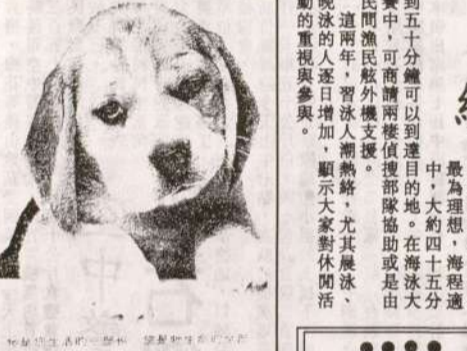 最為理想，海程適
中，大約四十五分
到五十分鐘可以到達目的地。在海泳大
賽中，可商請兩棲偵搜部隊協助或是由
民間漁民舷外機支援。
這兩年，習泳人潮熱絡，尤其晨泳、
晚泳的人逐日增加，顯示大家對休閒活
動的重視與參與。